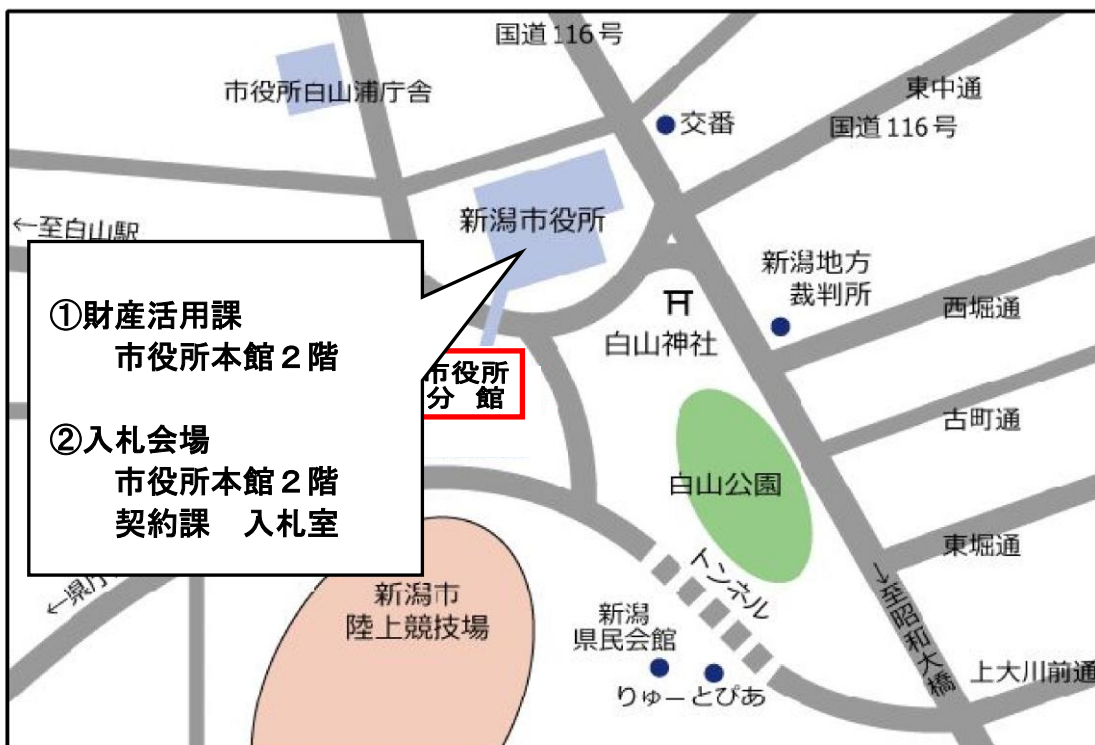 国道116号
市役所白山浦庁舎
東中通
国道116号
交番
新潟市役所
←至白山駅
①財産活用課
市役所本館２階
②入札会場
市役所本館２階
契約課　入札室
市役所
分　館
新潟地方
裁判所
白山神社
西堀通
古町通
白山公園
東堀通
←県庁
トンネル
→至昭和大橋
新潟市
陸上競技場
新潟
県民会館
りゅーとぴあ
上大川前通